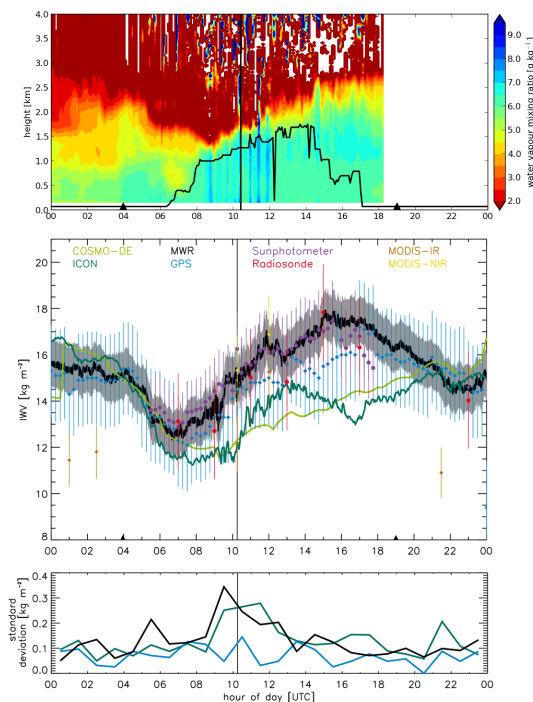 4.0
3.5
3.0
2.5
2.0
1.5
1.0
0.5
0.0
height [km]
00 02 04 06 08 10 12 14 16 18 20 22 00
9.0
8.0
7.0
6.0
5.0
4.0
3.0
2.0
water vapour mixing ratio [g kg⁻¹]
COSMO-DE MWR Sunphotometer MODIS-IR
ICON GPS Radiosonde MODIS-NIR
20
18
16
14
12
10
8
IWV [kg m⁻²]
00 02 04 06 08 10 12 14 16 18 20 22 00
0.4
0.3
0.2
0.1
0.0
standard
deviation [kg m⁻²]
00 02 04 06 08 10 12 14 16 18 20 22 00
hour of day [UTC]